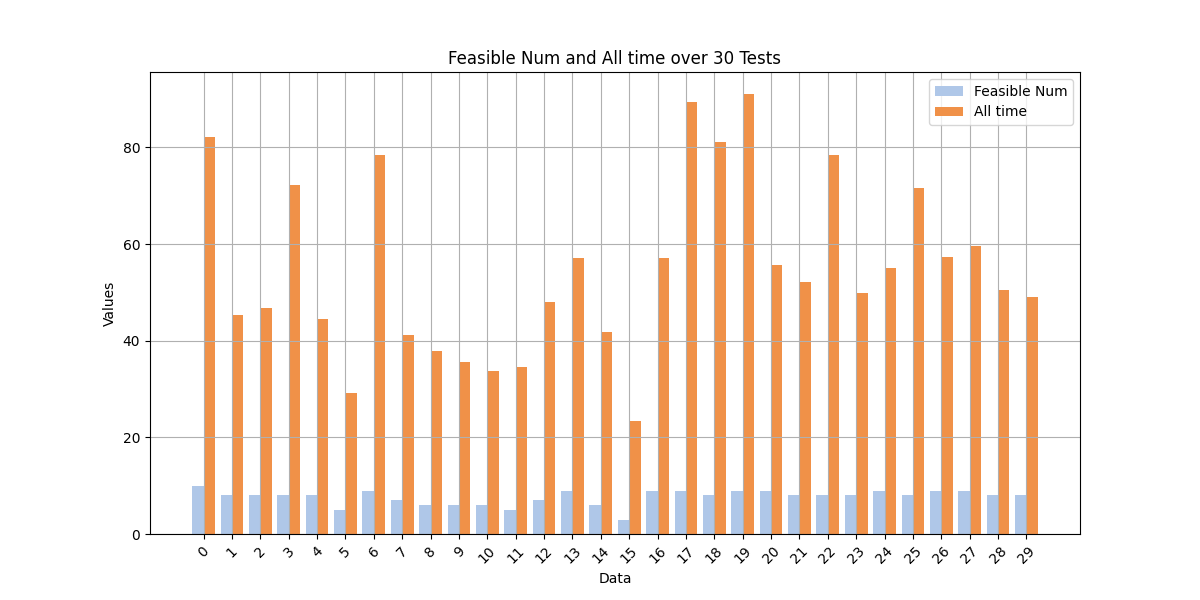 Feasible Num and All time over 30 Tests
Feasible Num
All time
Values
80
60
40
20
0
0 1 2 3 4 5 6 7 8 9 10 11 12 13 14 15 16 17 18 19 20 21 22 23 24 25 26 27 28 29
Data